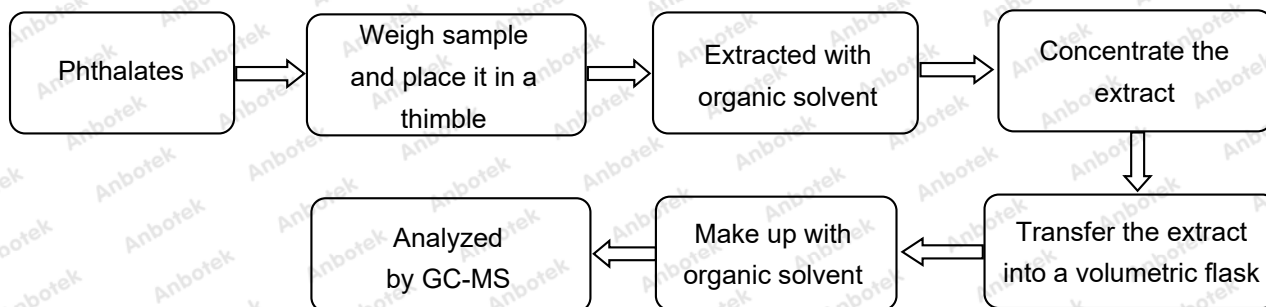 Phthalates
Weigh sample
and place it in a
thimble
Extracted with
organic solvent
Concentrate the
extract
Transfer the extract
into a volumetric flask
Make up with
organic solvent
Analyzed
by GC-MS
Anbotek